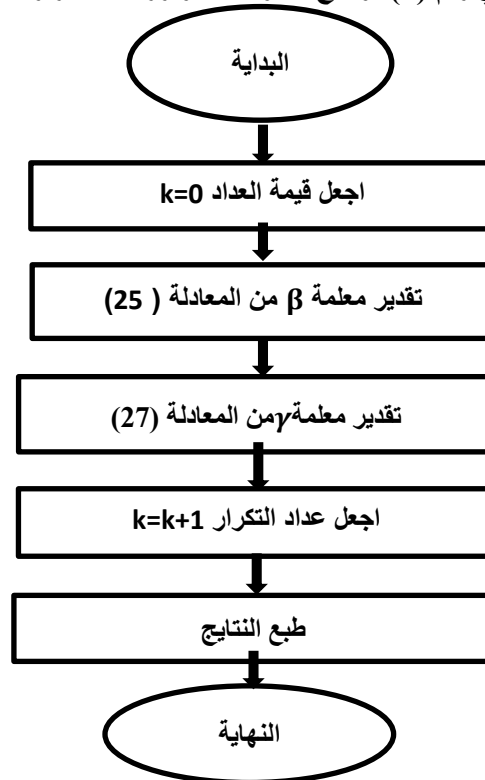 البداية
اجعل قيمة العداد k=0
تقدير معلمة β من المعادلة ( 25)
تقدير معلمةγمن المعادلة (27)
اجعل عداد التكرار k=k+1
طبع النتايج
النهاية